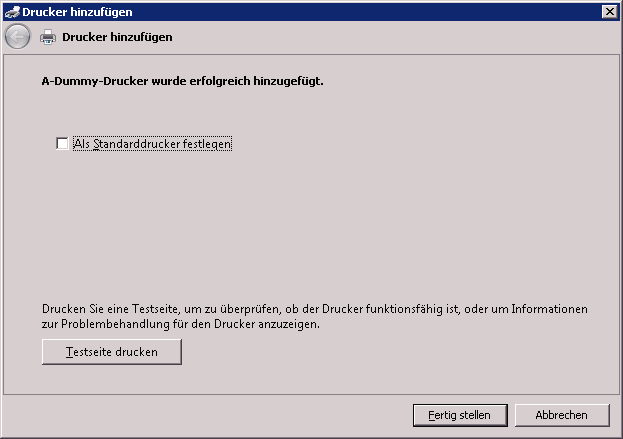 Drucker hinzufügen
Drucker hinzufügen
A-Dummy-Drucker wurde erfolgreich hinzugefügt.
Als Standarddrucker festlegen
Drucken Sie eine Testseite, um zu überprüfen, ob der Drucker funktionsfähig ist, oder um Informationen
zur Problembehandlung für den Drucker anzuzeigen.
Testseite drucken
Fertig stellen
Abbrechen